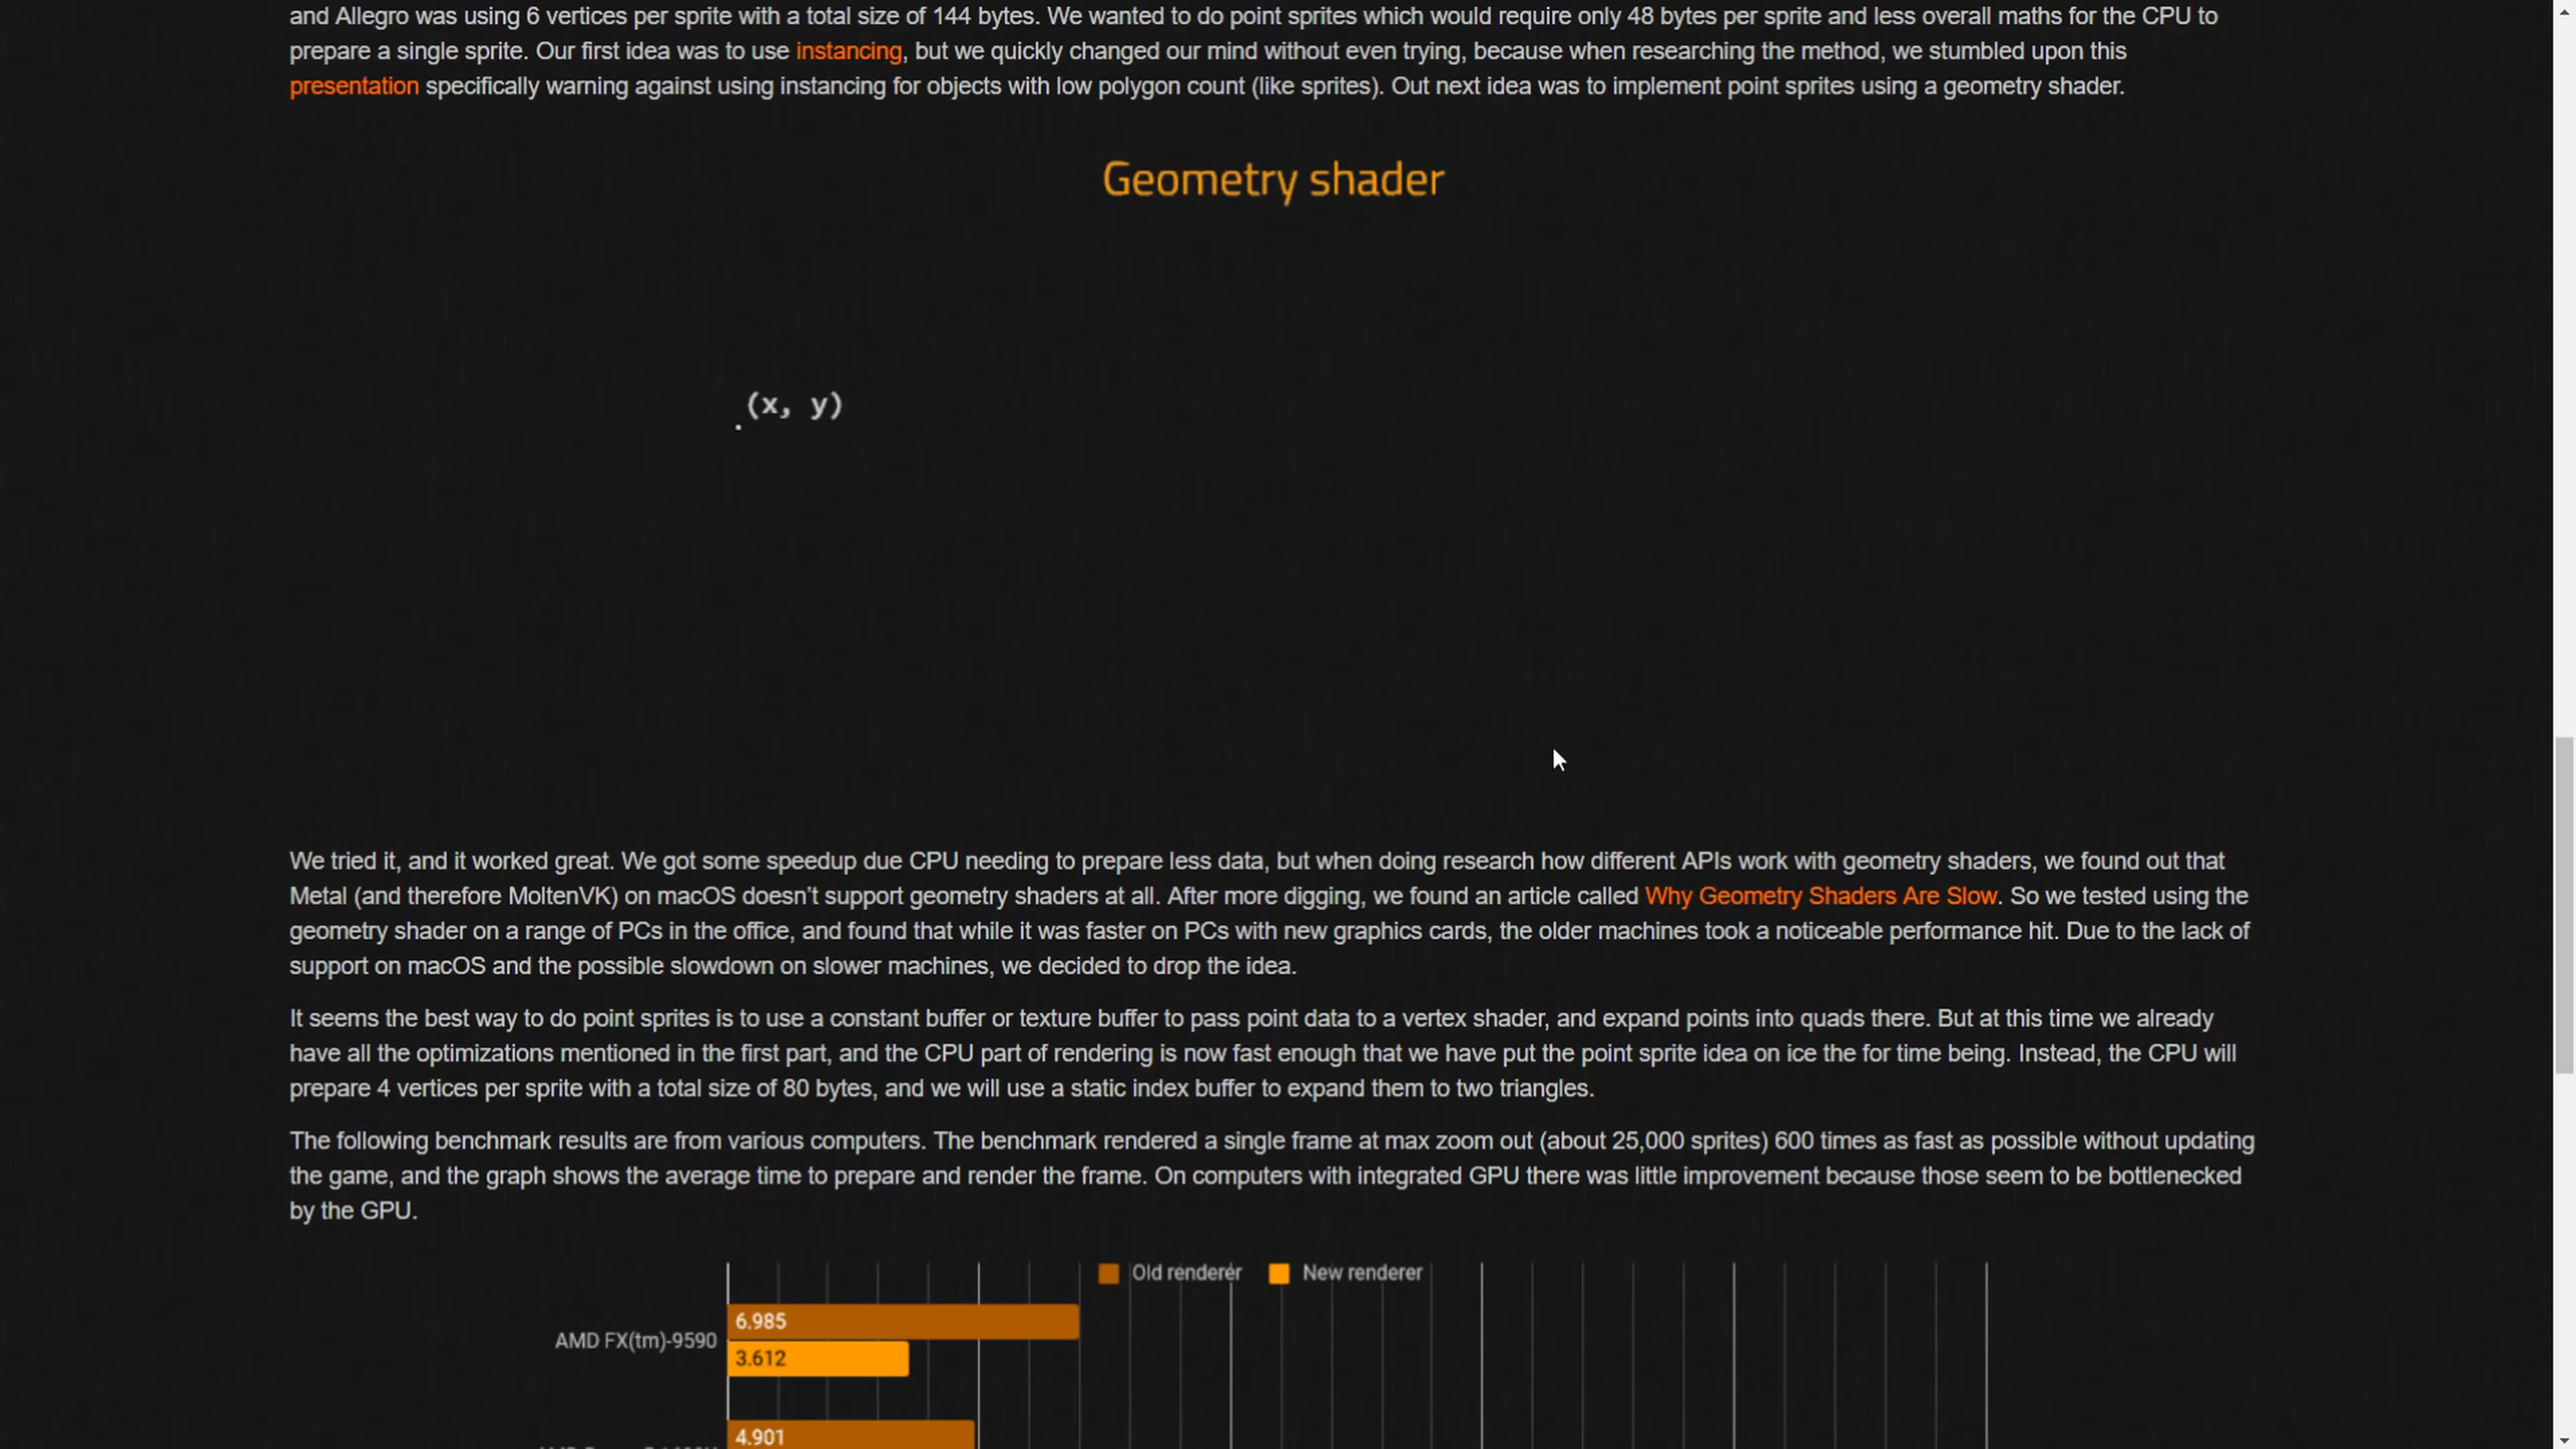 and Allegro was using 6 vertices per sprite with a total size of 144 bytes. We wanted to do point sprites which would require only 48 bytes per sprite and less overall maths for the CPU to
prepare a single sprite. Our first idea was to use instancing, but we quickly changed our mind without even trying, because when researching the method, we stumbled upon this
presentation specifically warning against using instancing for objects with low polygon count (like sprites). Out next idea was to implement point sprites using a geometry shader.
Geometry shader
(x, y)
We tried it, and it worked great. We got some speedup due CPU needing to prepare less data, but when doing research how different APIs work with geometry shaders, we found out that
Metal (and therefore MoltenVK) on macOS doesn't support geometry shaders at all. After more digging, we found an article called Why Geometry Shaders Are Slow. So we tested using the
geometry shader on a range of PCs in the office, and found that while it was faster on PCs with new graphics cards, the older machines took a noticeable performance hit. Due to the lack of
support on macOS and the possible slowdown on slower machines, we decided to drop the idea.
It seems the best way to do point sprites is to use a constant buffer or texture buffer to pass point data to a vertex shader, and expand points into quads there. But at this time we already
have all the optimizations mentioned in the first part, and the CPU part of rendering is now fast enough that we have put the point sprite idea on ice the for time being. Instead, the CPU will
prepare 4 vertices per sprite with a total size of 80 bytes, and we will use a static index buffer to expand them to two triangles.
The following benchmark results are from various computers. The benchmark rendered a single frame at max zoom out (about 25,000 sprites) 600 times as fast as possible without updating
the game, and the graph shows the average time to prepare and render the frame. On computers with integrated GPU there was little improvement because those seem to be bottlenecked
by the GPU.
Old renderer New renderer
6.985
AMD FX(tm)-9590
3.612
4.901